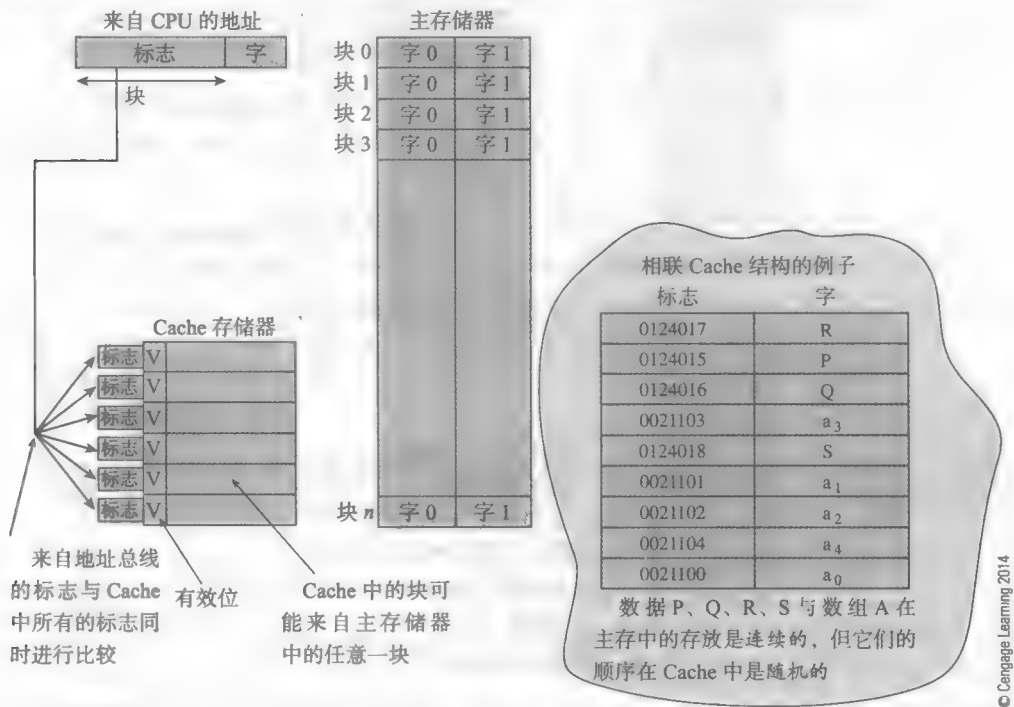 来自 CPU 的地址
标志 字
块
主存储器
块 0 字 0 字 1
块 1 字 0 字 1
块 2 字 0 字 1
块 3 字 0 字 1
块 n 字 0 字 1
Cache 存储器
标志 V
标志 V
标志 V
标志 V
标志 V
标志 V
来自地址总线
的标志与 Cache
中所有的标志同
时进行比较
有效位
Cache 中的块可
能来自主存储器
中的任意一块
相联 Cache 结构的例子
标志 字
0124017 R
0124015 P
0124016 Q
0021103 a3
0124018 S
0021101 a1
0021102 a2
0021104 a4
0021100 a0
数据 P、Q、R、S 与数组 A 在
主存中的存放是连续的，但它们的
顺序在 Cache 中是随机的
© Cengage Learning 2014